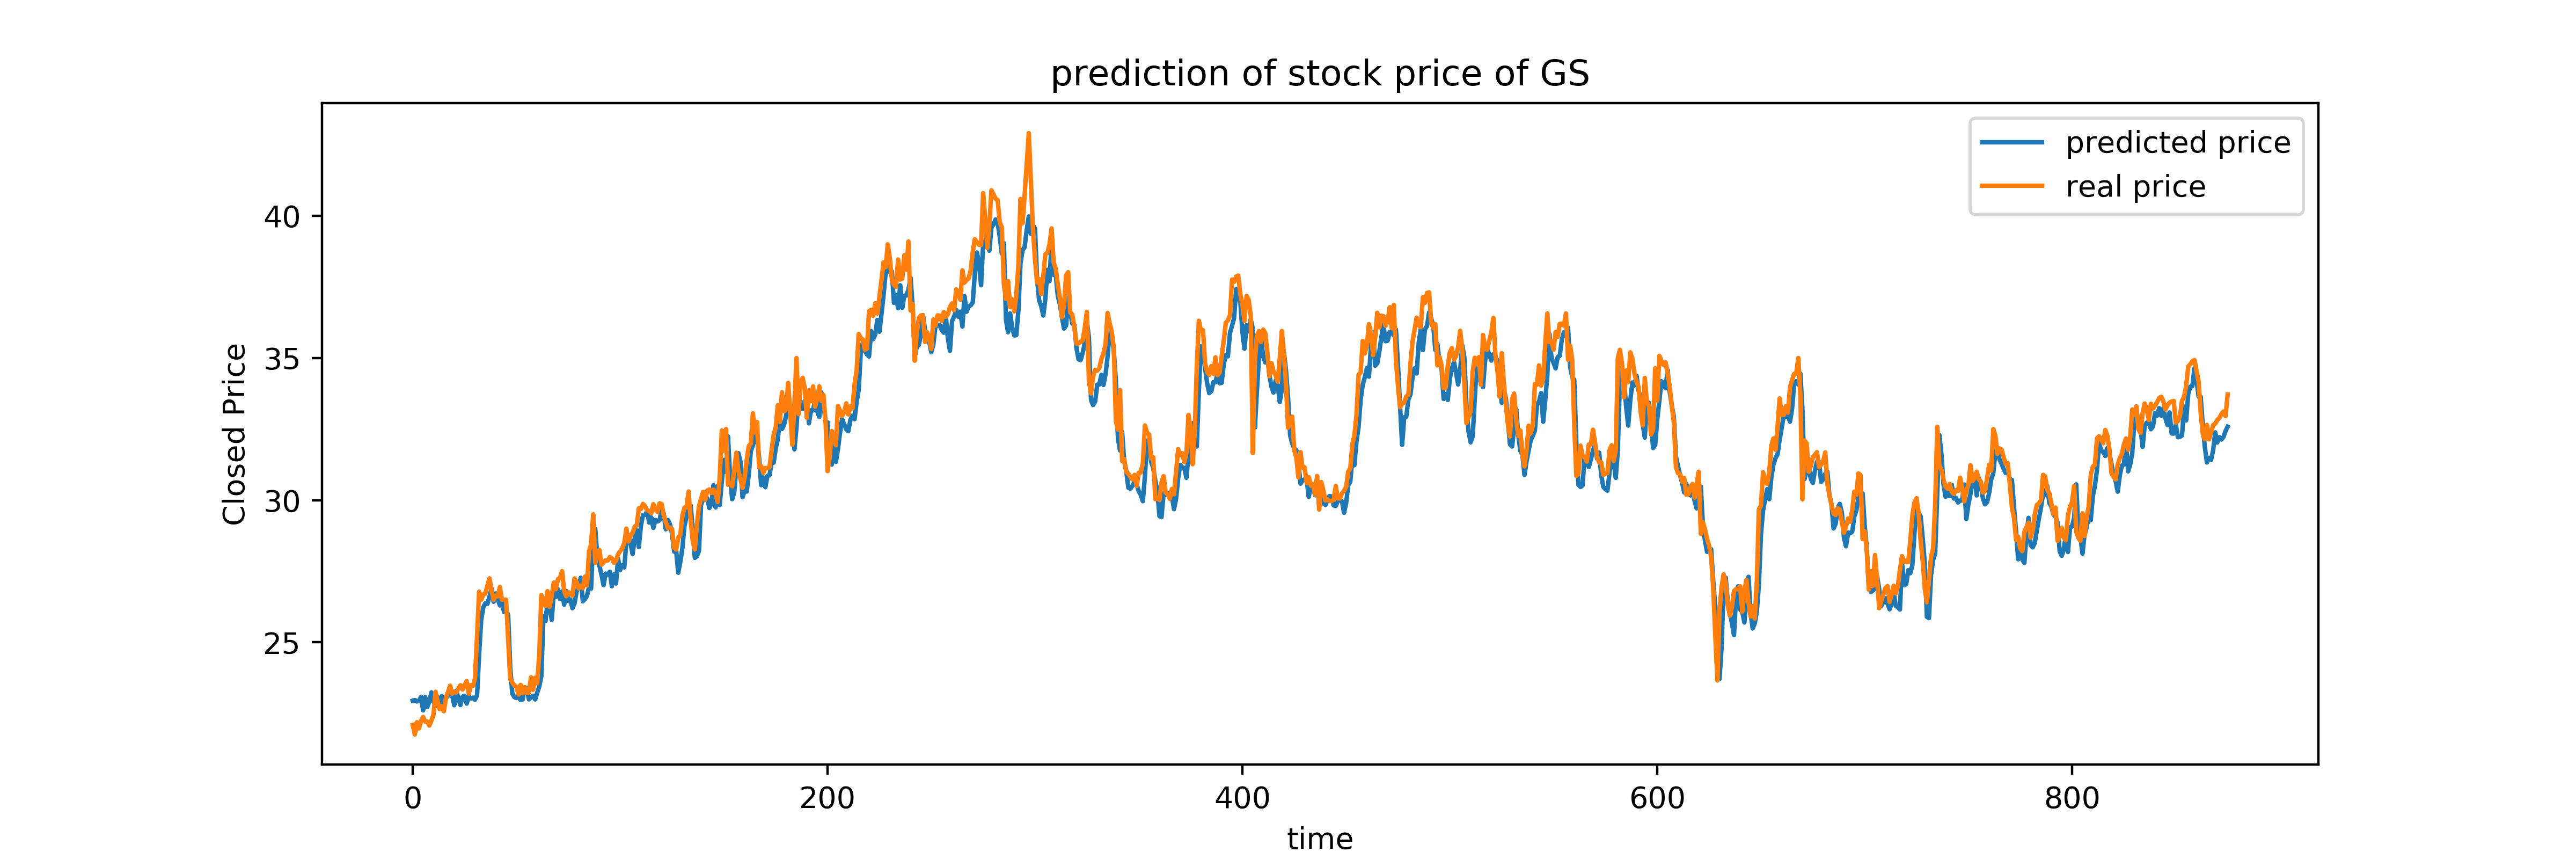 prediction of stock price of GS
predicted price
real price
Closed Price
40
35
30
25
0 200 400 600 800
time